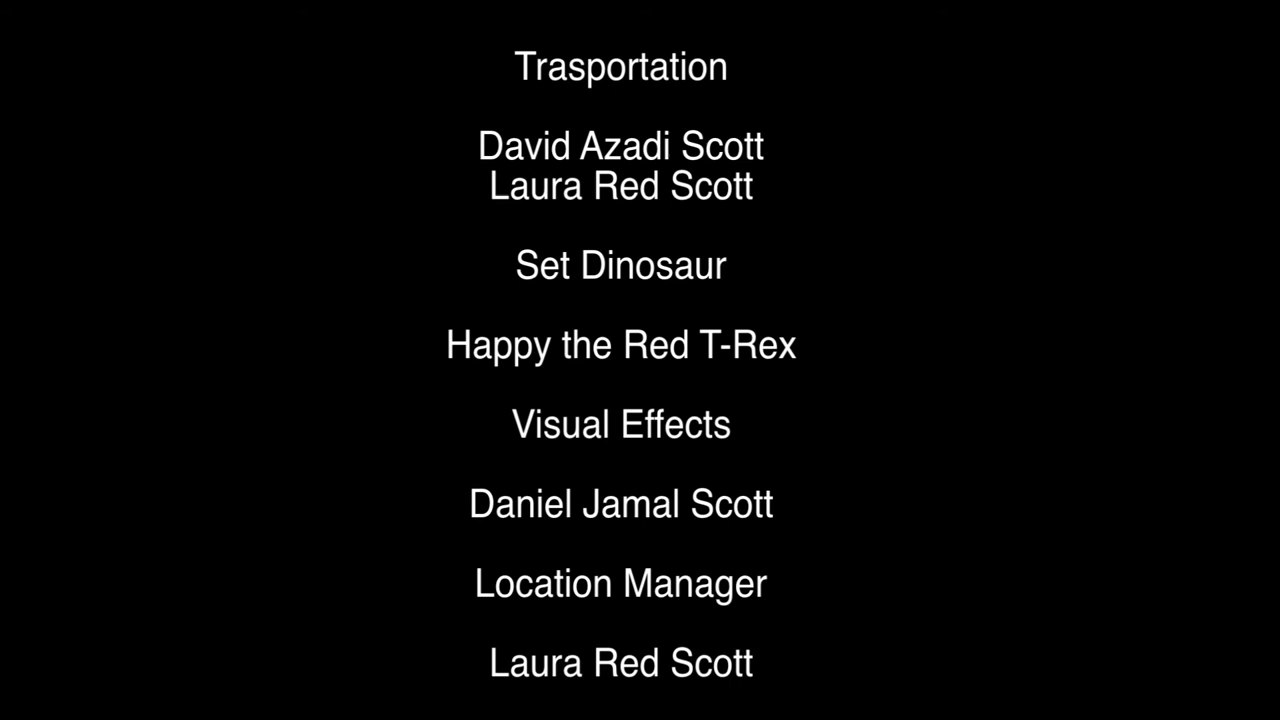 Trasportation
David Azadi Scott
Laura Red Scott
Set Dinosaur
Happy the Red T-Rex
Visual Effects
Daniel Jamal Scott
Location Manager
Laura Red Scott